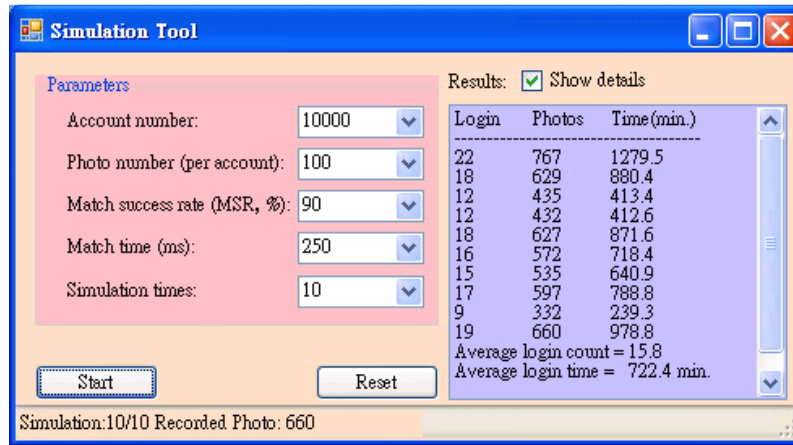 Simulation Tool
Parameters
Account number: 10000
Photo number (per account): 100
Match success rate (MSR, %): 90
Match time (ms): 250
Simulation times: 10
Start Reset
Results: Show details
Login Photos Time(min.)
------------------------------------
22 767 1279.5
18 629 880.4
12 435 413.4
12 432 412.6
18 627 871.6
16 572 718.4
15 535 640.9
17 597 788.8
9 332 239.3
19 660 978.8
Average login count = 15.8
Average login time = 722.4 min.
Simulation:10/10 Recorded Photo: 660